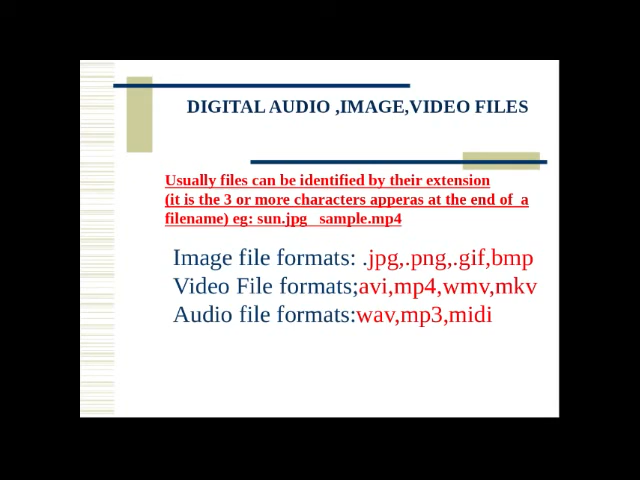 DIGITAL AUDIO ,IMAGE,VIDEO FILES
Usually files can be identified by their extension
(it is the 3 or more characters apperas at the end of  a
filename) eg: sun.jpg   sample.mp4
Image file formats: .jpg,.png,.gif,bmp
Video File formats;avi,mp4,wmv,mkv
Audio file formats:wav,mp3,midi